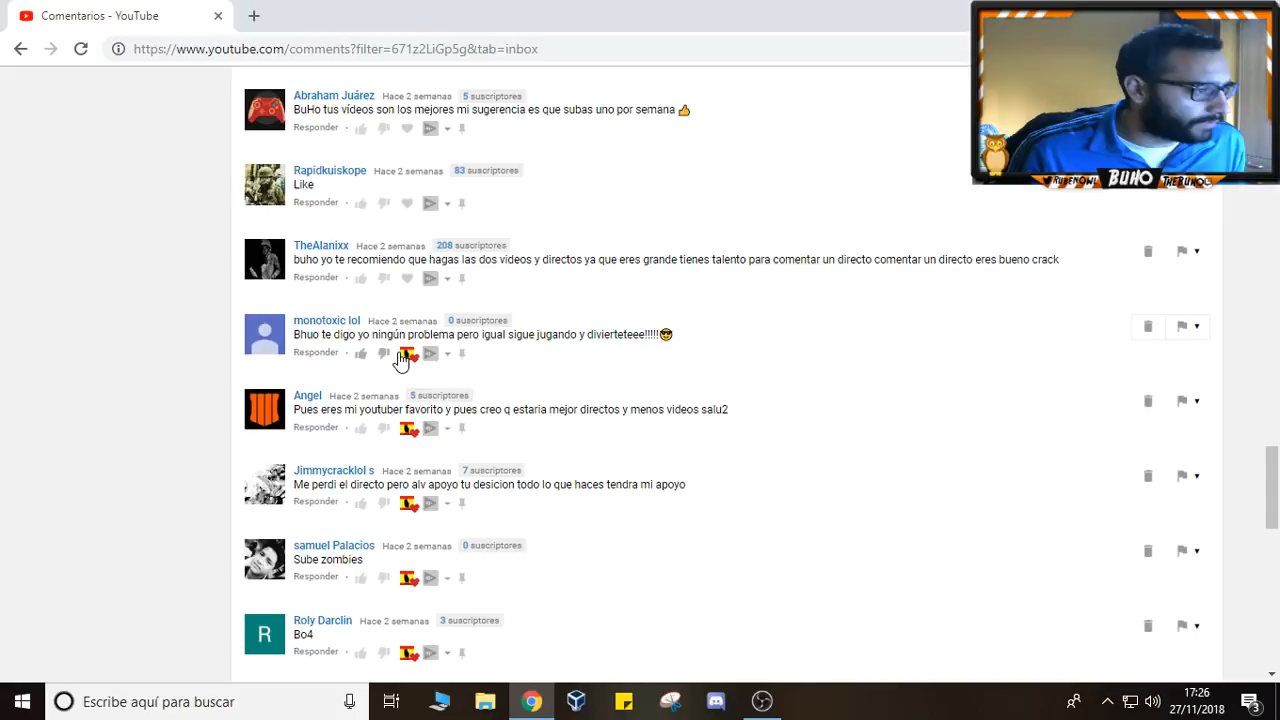 Comentarios - YouTube
https://www.youtube.com/comments?filter=671z2LiGp5g&tab=inbox
Abraham Juárez Hace 2 semanas 5 suscriptores
BuHo tus vídeos son los mejores mi sugerencia es que subas uno por semana 👍
Responder
Rapidkuiskope Hace 2 semanas 83 suscriptores
Like
Responder
TheAlanixx Hace 2 semanas 208 suscriptores
buho yo te recomiendo que hagas las dos videos y directos ya que eres grande tienes talento para comentar un directo comentar un directo eres bueno crack
Responder
monotoxic lol Hace 2 semanas 0 suscriptores
Bhuo te digo yo ningún problema pero igual sigue jugando y divierteteee!!!!!😎
Responder
Angel Hace 2 semanas 5 suscriptores
Pues eres mi youtuber favorito y pues creo q estaria mejor directos y menos videos salu2
Responder
Jimmycracklol s Hace 2 semanas 7 suscriptores
Me perdi el directo pero alv apoyo tu desicion todo lo que haces tendra mi apoyo
Responder
samuel Palacios Hace 2 semanas 0 suscriptores
Sube zombies
Responder
R
Roly Darclin Hace 2 semanas 3 suscriptores
Bo4
Responder
RUBENOWL BUHO THEBUHO
Escribe aquí para buscar
17:26
27/11/2018
3